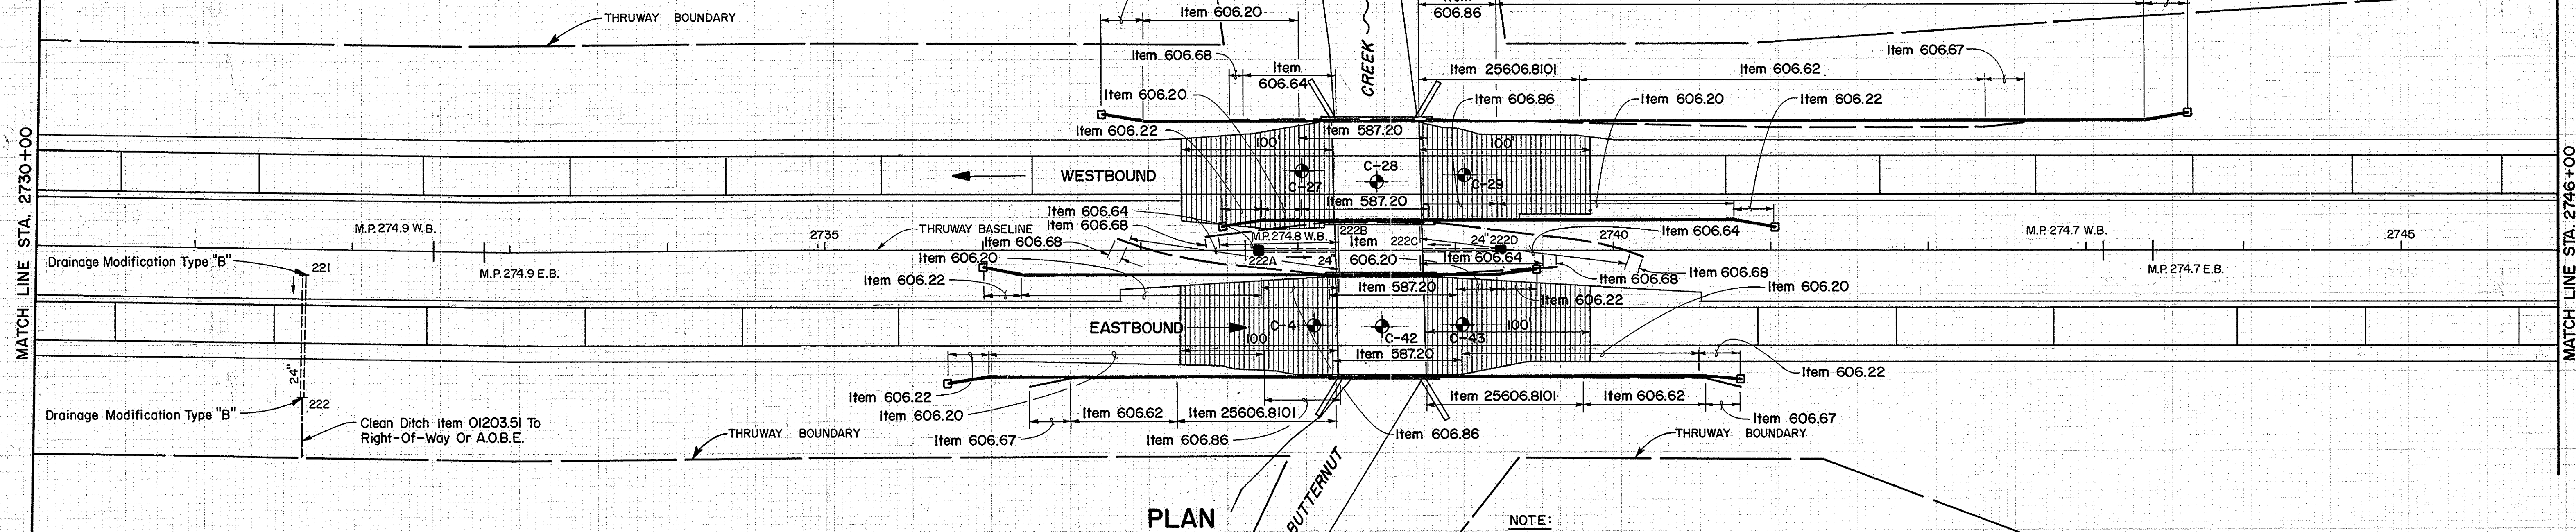 THRUWAY BOUNDARY
Item 606.20
CREEK
606.86
Item 606.68
Item
606.64
Item 25606.8101
Item 606.62
Item 606.67
Item 606.20
Item 606.86
Item 606.20
Item 606.22
Item 606.22
Item 587.20
100'
100'
MATCH LINE STA. 2730+00
WESTBOUND
C-27
C-28
C-29
MATCH LINE STA. 2746+00
Item 587.20
Item 606.64
Item 606.68
M.P. 274.9 W.B.
2735
THRUWAY BASELINE
Item 606.68
M.P. 274.8 W.B.
222B
Item
606.20
222C
24"
222D
2740
Item 606.64
M.P. 274.7 W.B.
2745
Drainage Modification Type "B"
221
M.P. 274.9 E.B.
Item 606.20
Item 606.22
222A
24"
Item 606.64
Item 606.68
Item 606.68
M.P. 274.7 E.B.
Item 587.20
Item 606.22
Item 606.20
EASTBOUND
C-41
C-42
C-43
100'
100
Item 587.20
24"
Drainage Modification Type "B"
222
Item 606.22
Item 606.20
Item 606.62
Item 25606.8101
Item 25606.8101
Item 606.62
Item 606.22
Item 606.67
Clean Ditch Item 01203.51 To
Right-Of-Way Or A.O.B.E.
THRUWAY BOUNDARY
Item 606.67
Item 606.86
Item 606.86
THRUWAY BOUNDARY
BUTTERNUT
PLAN
NOTE: